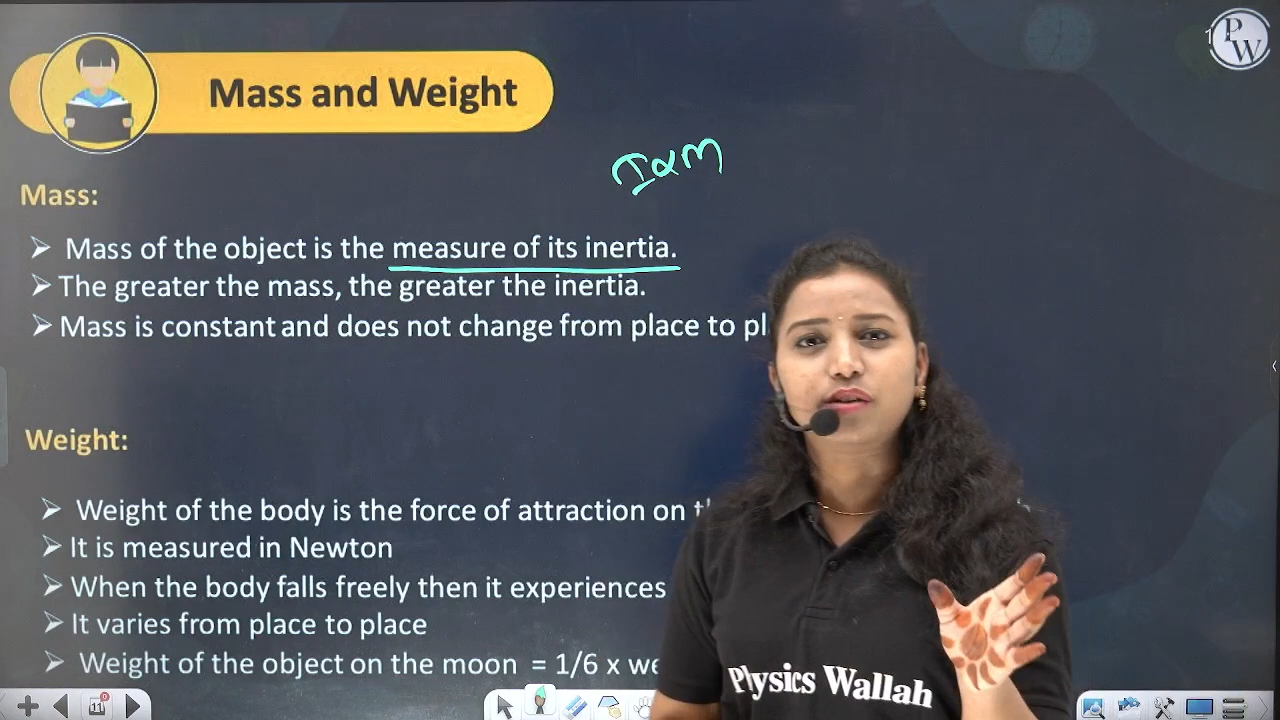 PW
Mass and Weight
I α m
Mass:
➤ Mass of the object is the measure of its inertia.
➤ The greater the mass, the greater the inertia.
➤ Mass is constant and does not change from place to pl
Weight:
➤ Weight of the body is the force of attraction on t
➤ It is measured in Newton
➤ When the body falls freely then it experiences
➤ It varies from place to place
➤ Weight of the object on the moon = 1/6 x we
Physics Wallah
11